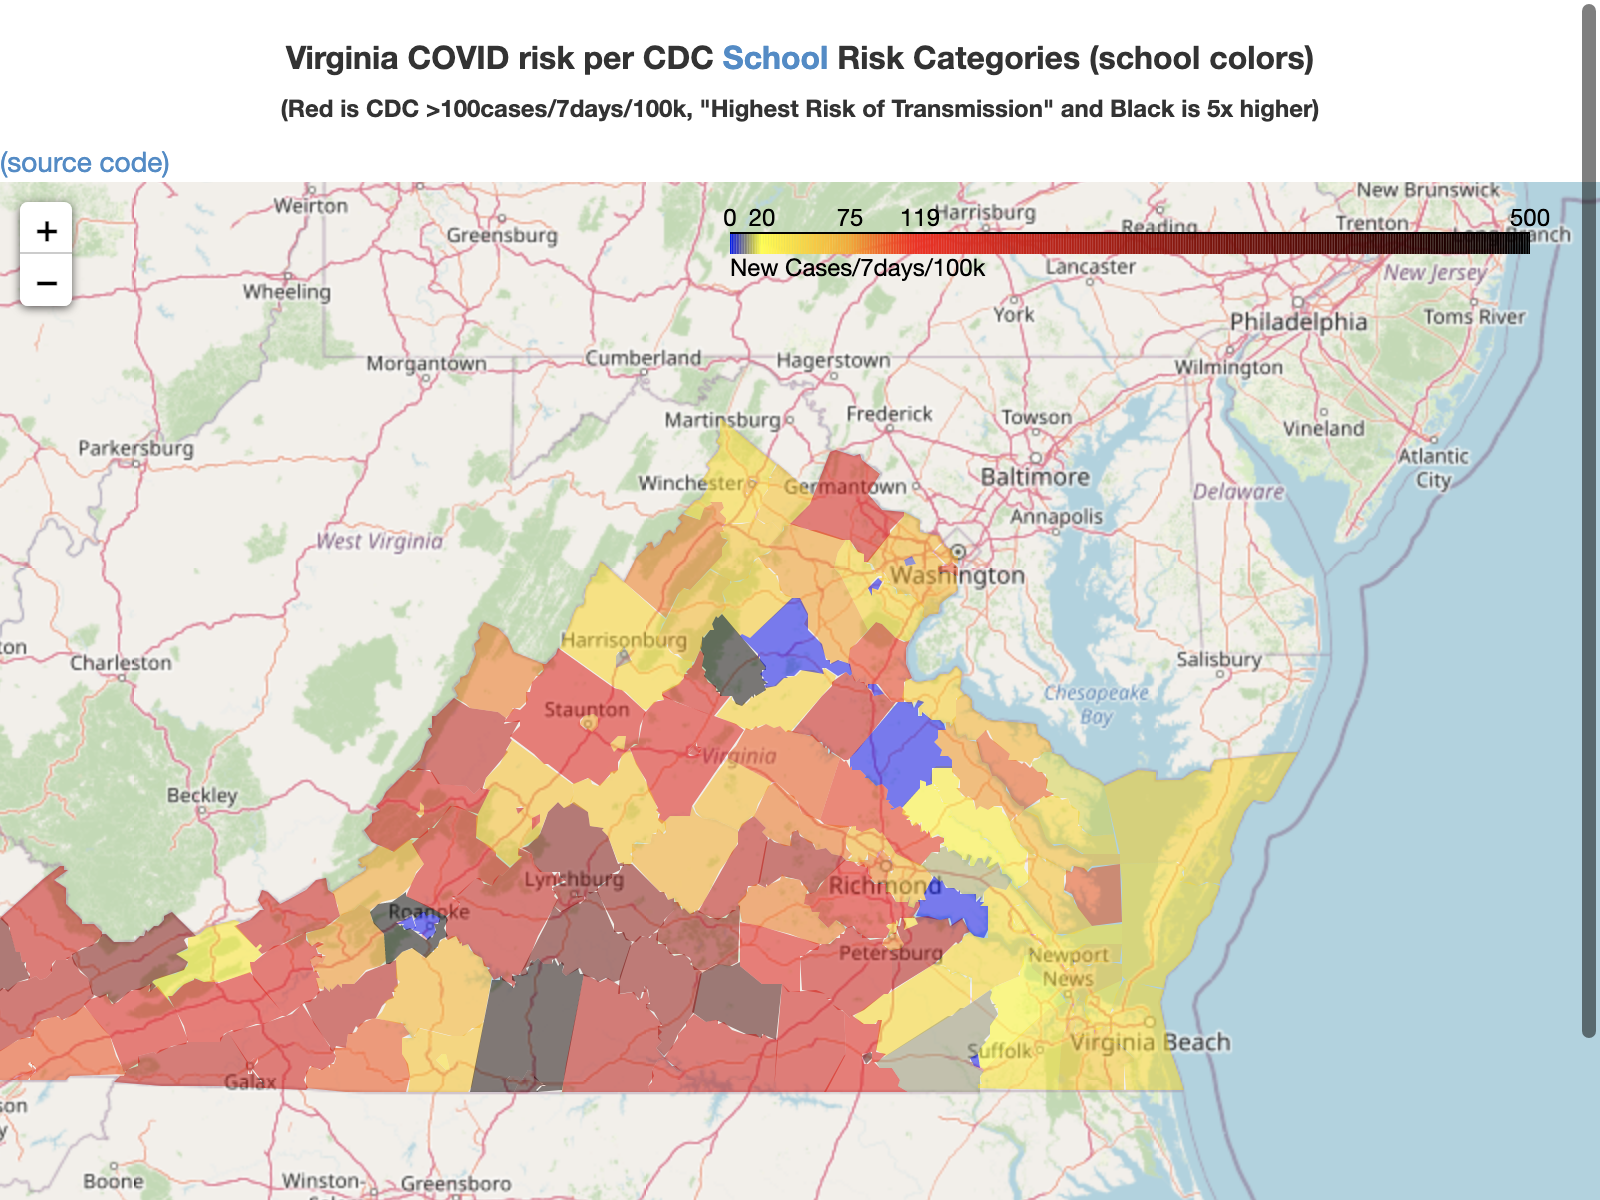 Virginia COVID risk per CDC School Risk Categories (school colors)
(Red is CDC >100cases/7days/100k, "Highest Risk of Transmission" and Black is 5x higher)
(source code)
+
−
0 20 75 119 500
New Cases/7days/100k
New Brunswick
Weirton
Harrisburg
Reading
Trenton
Greensburg
Branch
Lancaster
New Jersey
Wheeling
York
Philadelphia
Toms River
Morgantown
Cumberland
Hagerstown
Wilmington
Martinsburg
Frederick
Towson
Vineland
Parkersburg
Baltimore
Atlantic
City
Winchester
Germantown
Delaware
Annapolis
West Virginia
Washington
Harrisonburg
ton
Charleston
Salisbury
Chesapeake
Bay
Staunton
Virginia
Beckley
Lynchburg
Richmond
Roanoke
Petersburg
Newport
News
Virginia Beach
Suffolk
Galax
son
y
Boone
Winston-
Greensboro